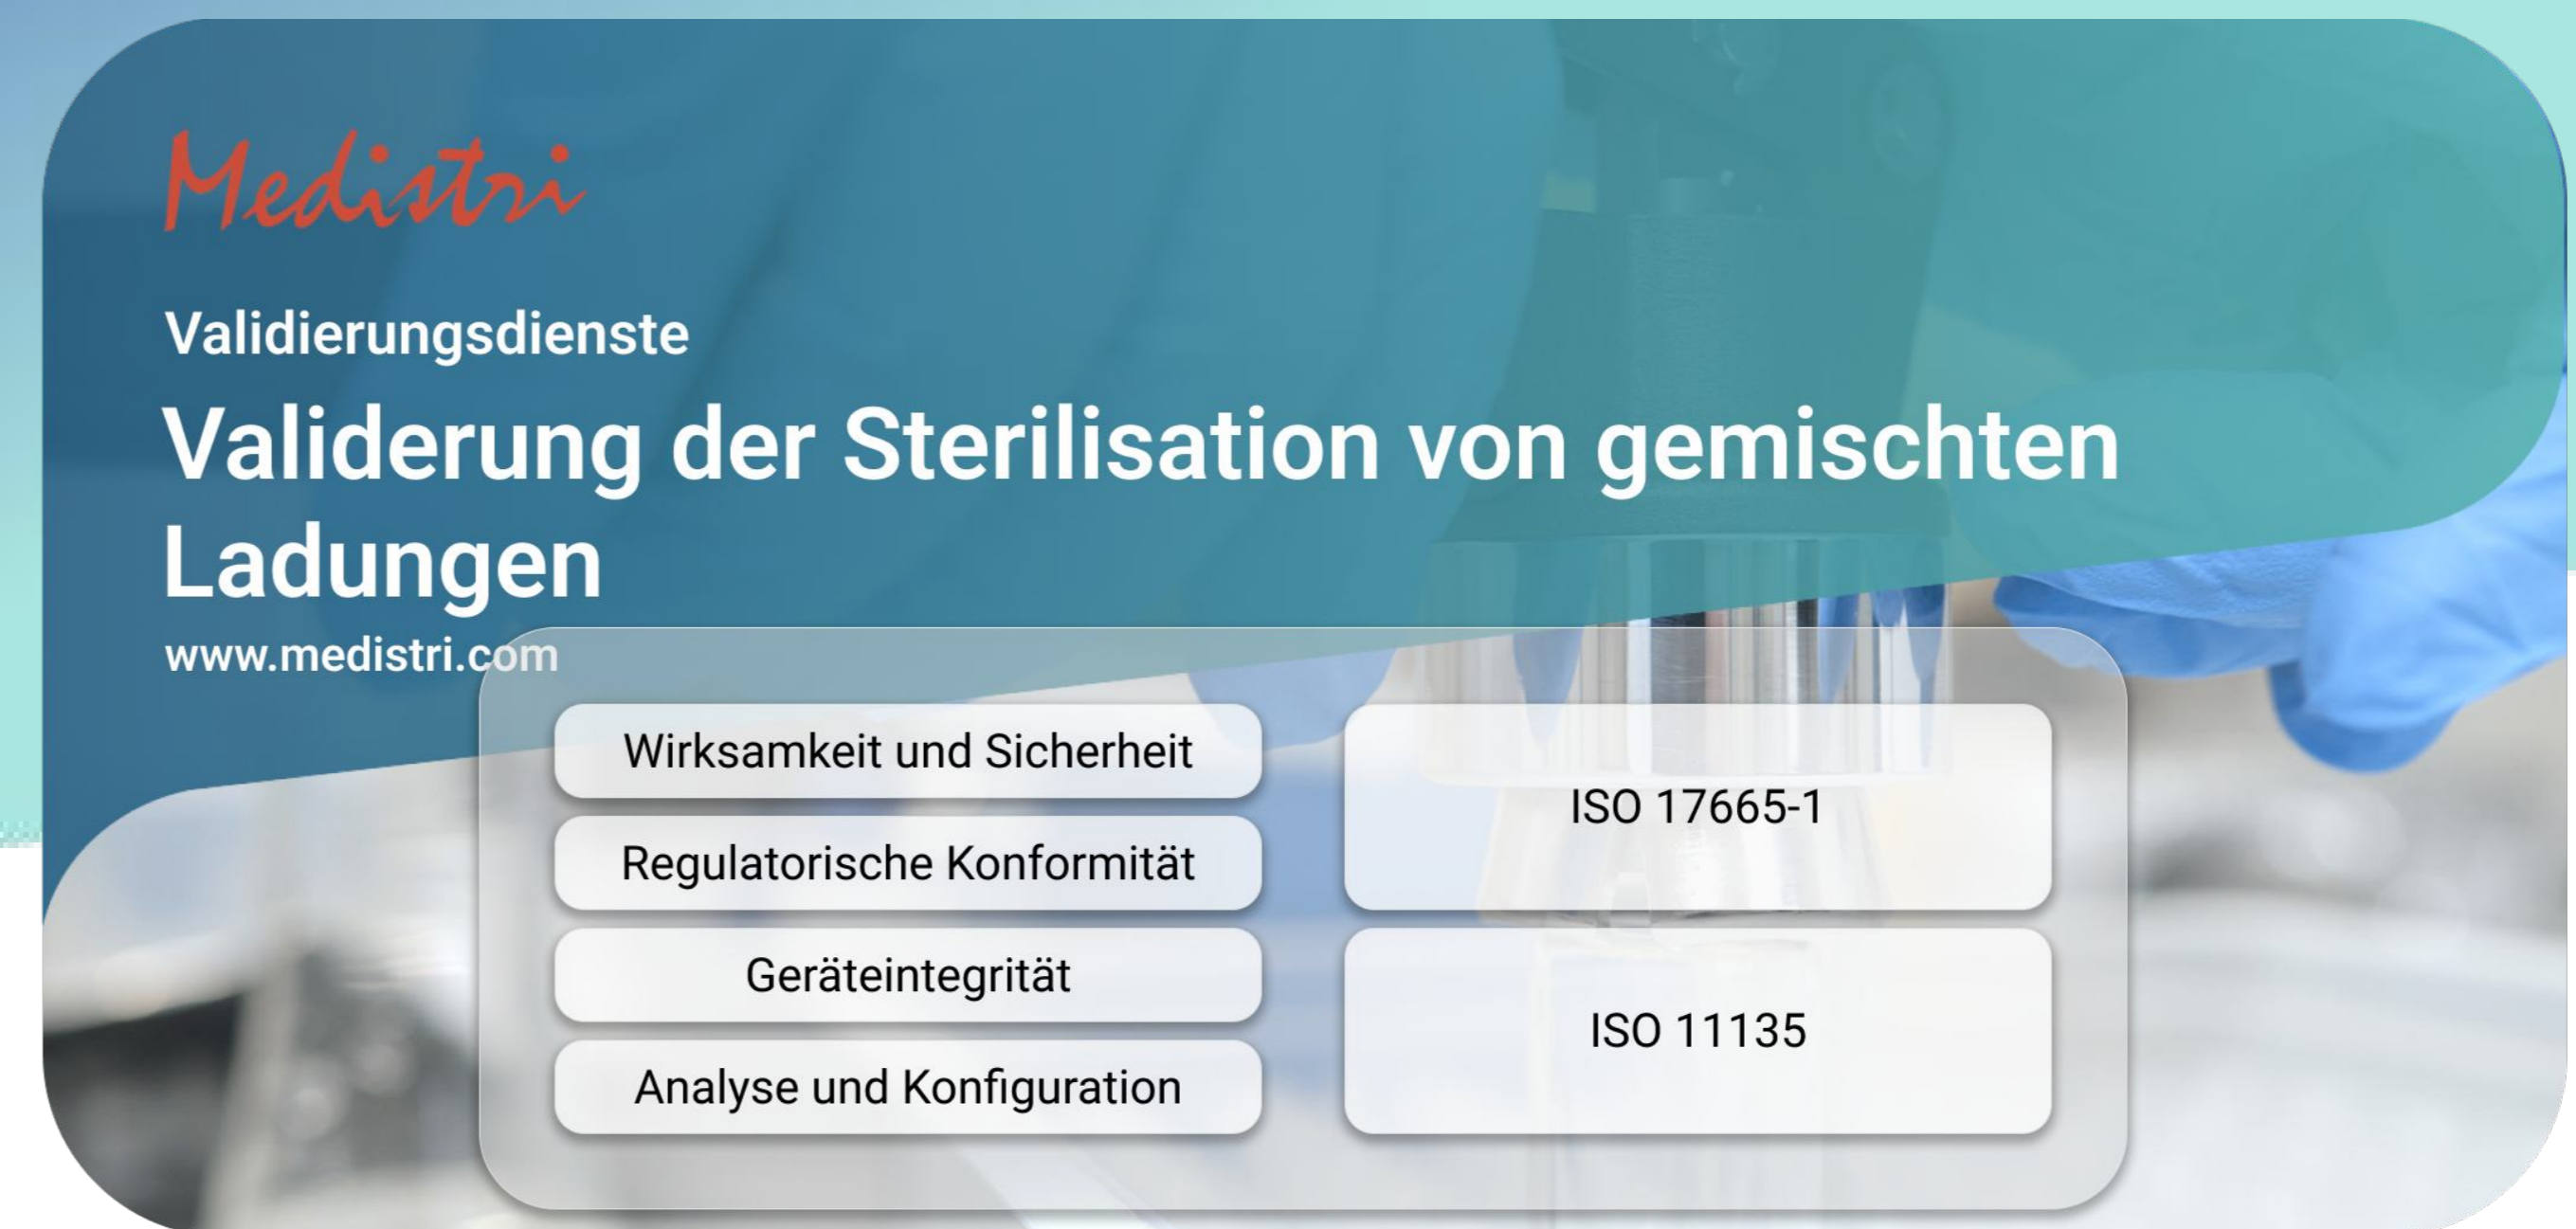 Medistri
Validierungsdienste
Validerung der Sterilisation von gemischten
Ladungen
www.medistri.com
Wirksamkeit und Sicherheit
Regulatorische Konformität
Geräteintegrität
Analyse und Konfiguration
ISO 17665-1
ISO 11135